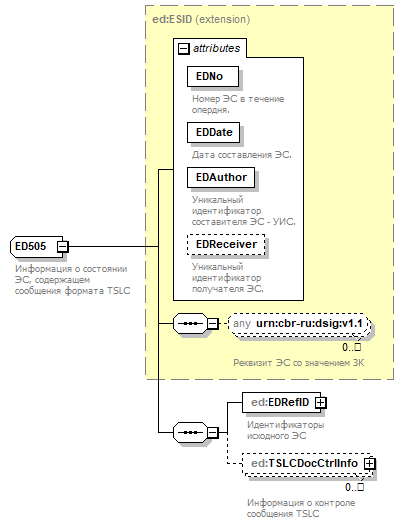 ed:ESID (extension)
attributes
EDNo
Номер ЭС в течение
опердня.
EDDate
Дата составления ЭС.
EDAuthor
Уникальный
идентификатор
составителя ЭС - УИС.
EDReceiver
Уникальный
идентификатор
получателя ЭС.
ED505
Информация о состоянии
ЭС, содержащем
сообщения формата TSLC
any urn:cbr-ru:dsig:v1.1
0..
Реквизит ЭС со значением ЗК
ed:EDRefID
Идентификаторы
исходного ЭС
ed:TSLCDocCtrlInfo
0..
Информация о контроле
сообщения TSLC